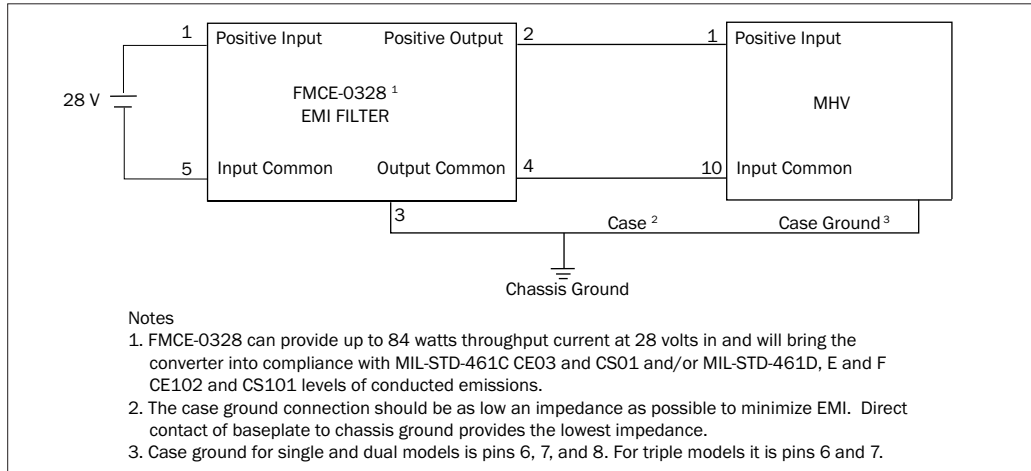 1 Positive Input Positive Output 2 1 Positive Input
28 V FMCE-0328 ¹ MHV
EMI FILTER
5 Input Common Output Common 4 10 Input Common
3 Case ² Case Ground ³
Chassis Ground
Notes
1. FMCE-0328 can provide up to 84 watts throughput current at 28 volts in and will bring the
converter into compliance with MIL-STD-461C CE03 and CS01 and/or MIL-STD-461D, E and F
CE102 and CS101 levels of conducted emissions.
2. The case ground connection should be as low an impedance as possible to minimize EMI. Direct
contact of baseplate to chassis ground provides the lowest impedance.
3. Case ground for single and dual models is pins 6, 7, and 8. For triple models it is pins 6 and 7.